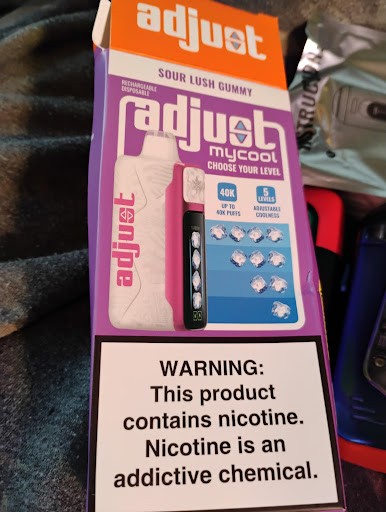 adjust
SOUR LUSH GUMMY
RECHARGEABLE
DISPOSABLE
adjust
mycool
CHOOSE YOUR LEVEL
adjust
40K
UP TO
40K PUFFS
5
LEVELS
ADJUSTABLE
COOLNESS
WARNING:
This product
contains nicotine.
Nicotine is an
addictive chemical.